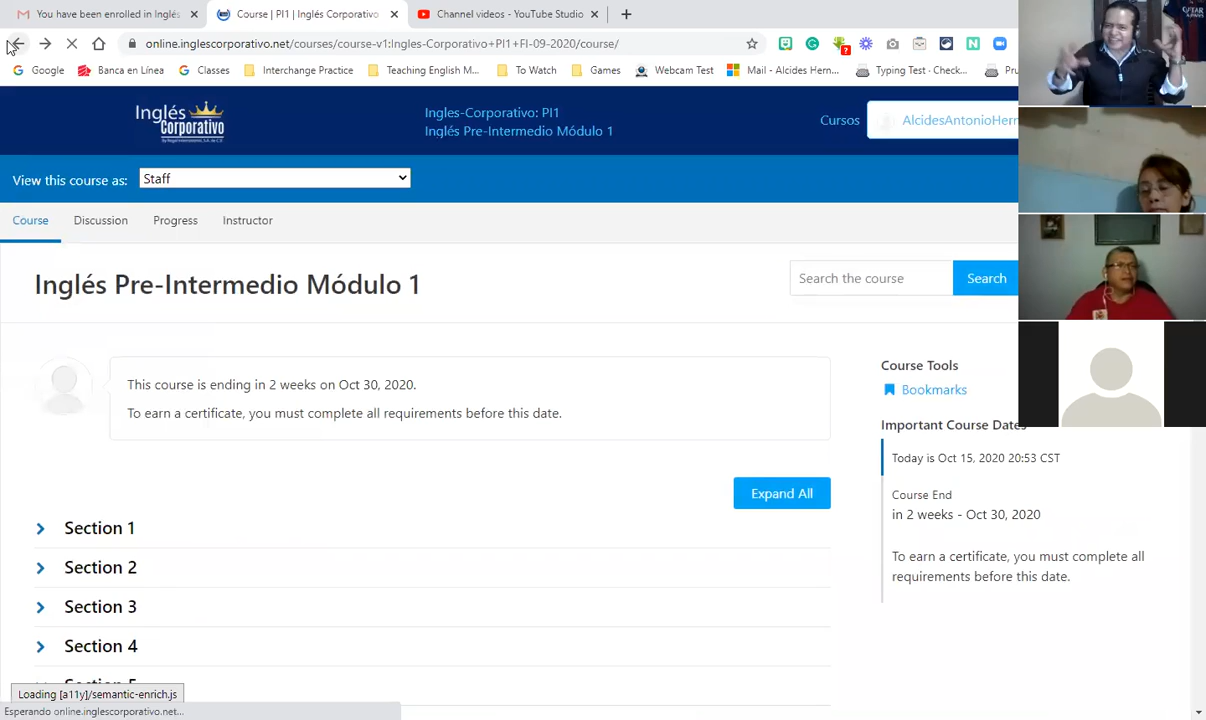 You have been enrolled in Inglés
Course | PI1 | Inglés Corporativo
Channel videos - YouTube Studio
online.inglescorporativo.net/courses/course-v1:Ingles-Corporativo+PI1+FI-09-2020/course/
Google
Banca en Línea
Classes
Interchange Practice
Teaching English M...
To Watch
Games
Webcam Test
Mail - Alcides Hern...
Typing Test · Check...
Inglés
Corporativo
Ingles-Corporativo: PI1
Inglés Pre-Intermedio Módulo 1
Cursos
AlcidesAntonioHern
View this course as:
Staff
Course
Discussion
Progress
Instructor
Inglés Pre-Intermedio Módulo 1
Search the course
Search
This course is ending in 2 weeks on Oct 30, 2020.
To earn a certificate, you must complete all requirements before this date.
Course Tools
Bookmarks
Important Course Dates
Today is Oct 15, 2020 20:53 CST
Course End
in 2 weeks - Oct 30, 2020
To earn a certificate, you must complete all
requirements before this date.
Expand All
Section 1
Section 2
Section 3
Section 4
Loading [a11y]/semantic-enrich.js
Esperando online.inglescorporativo.net...